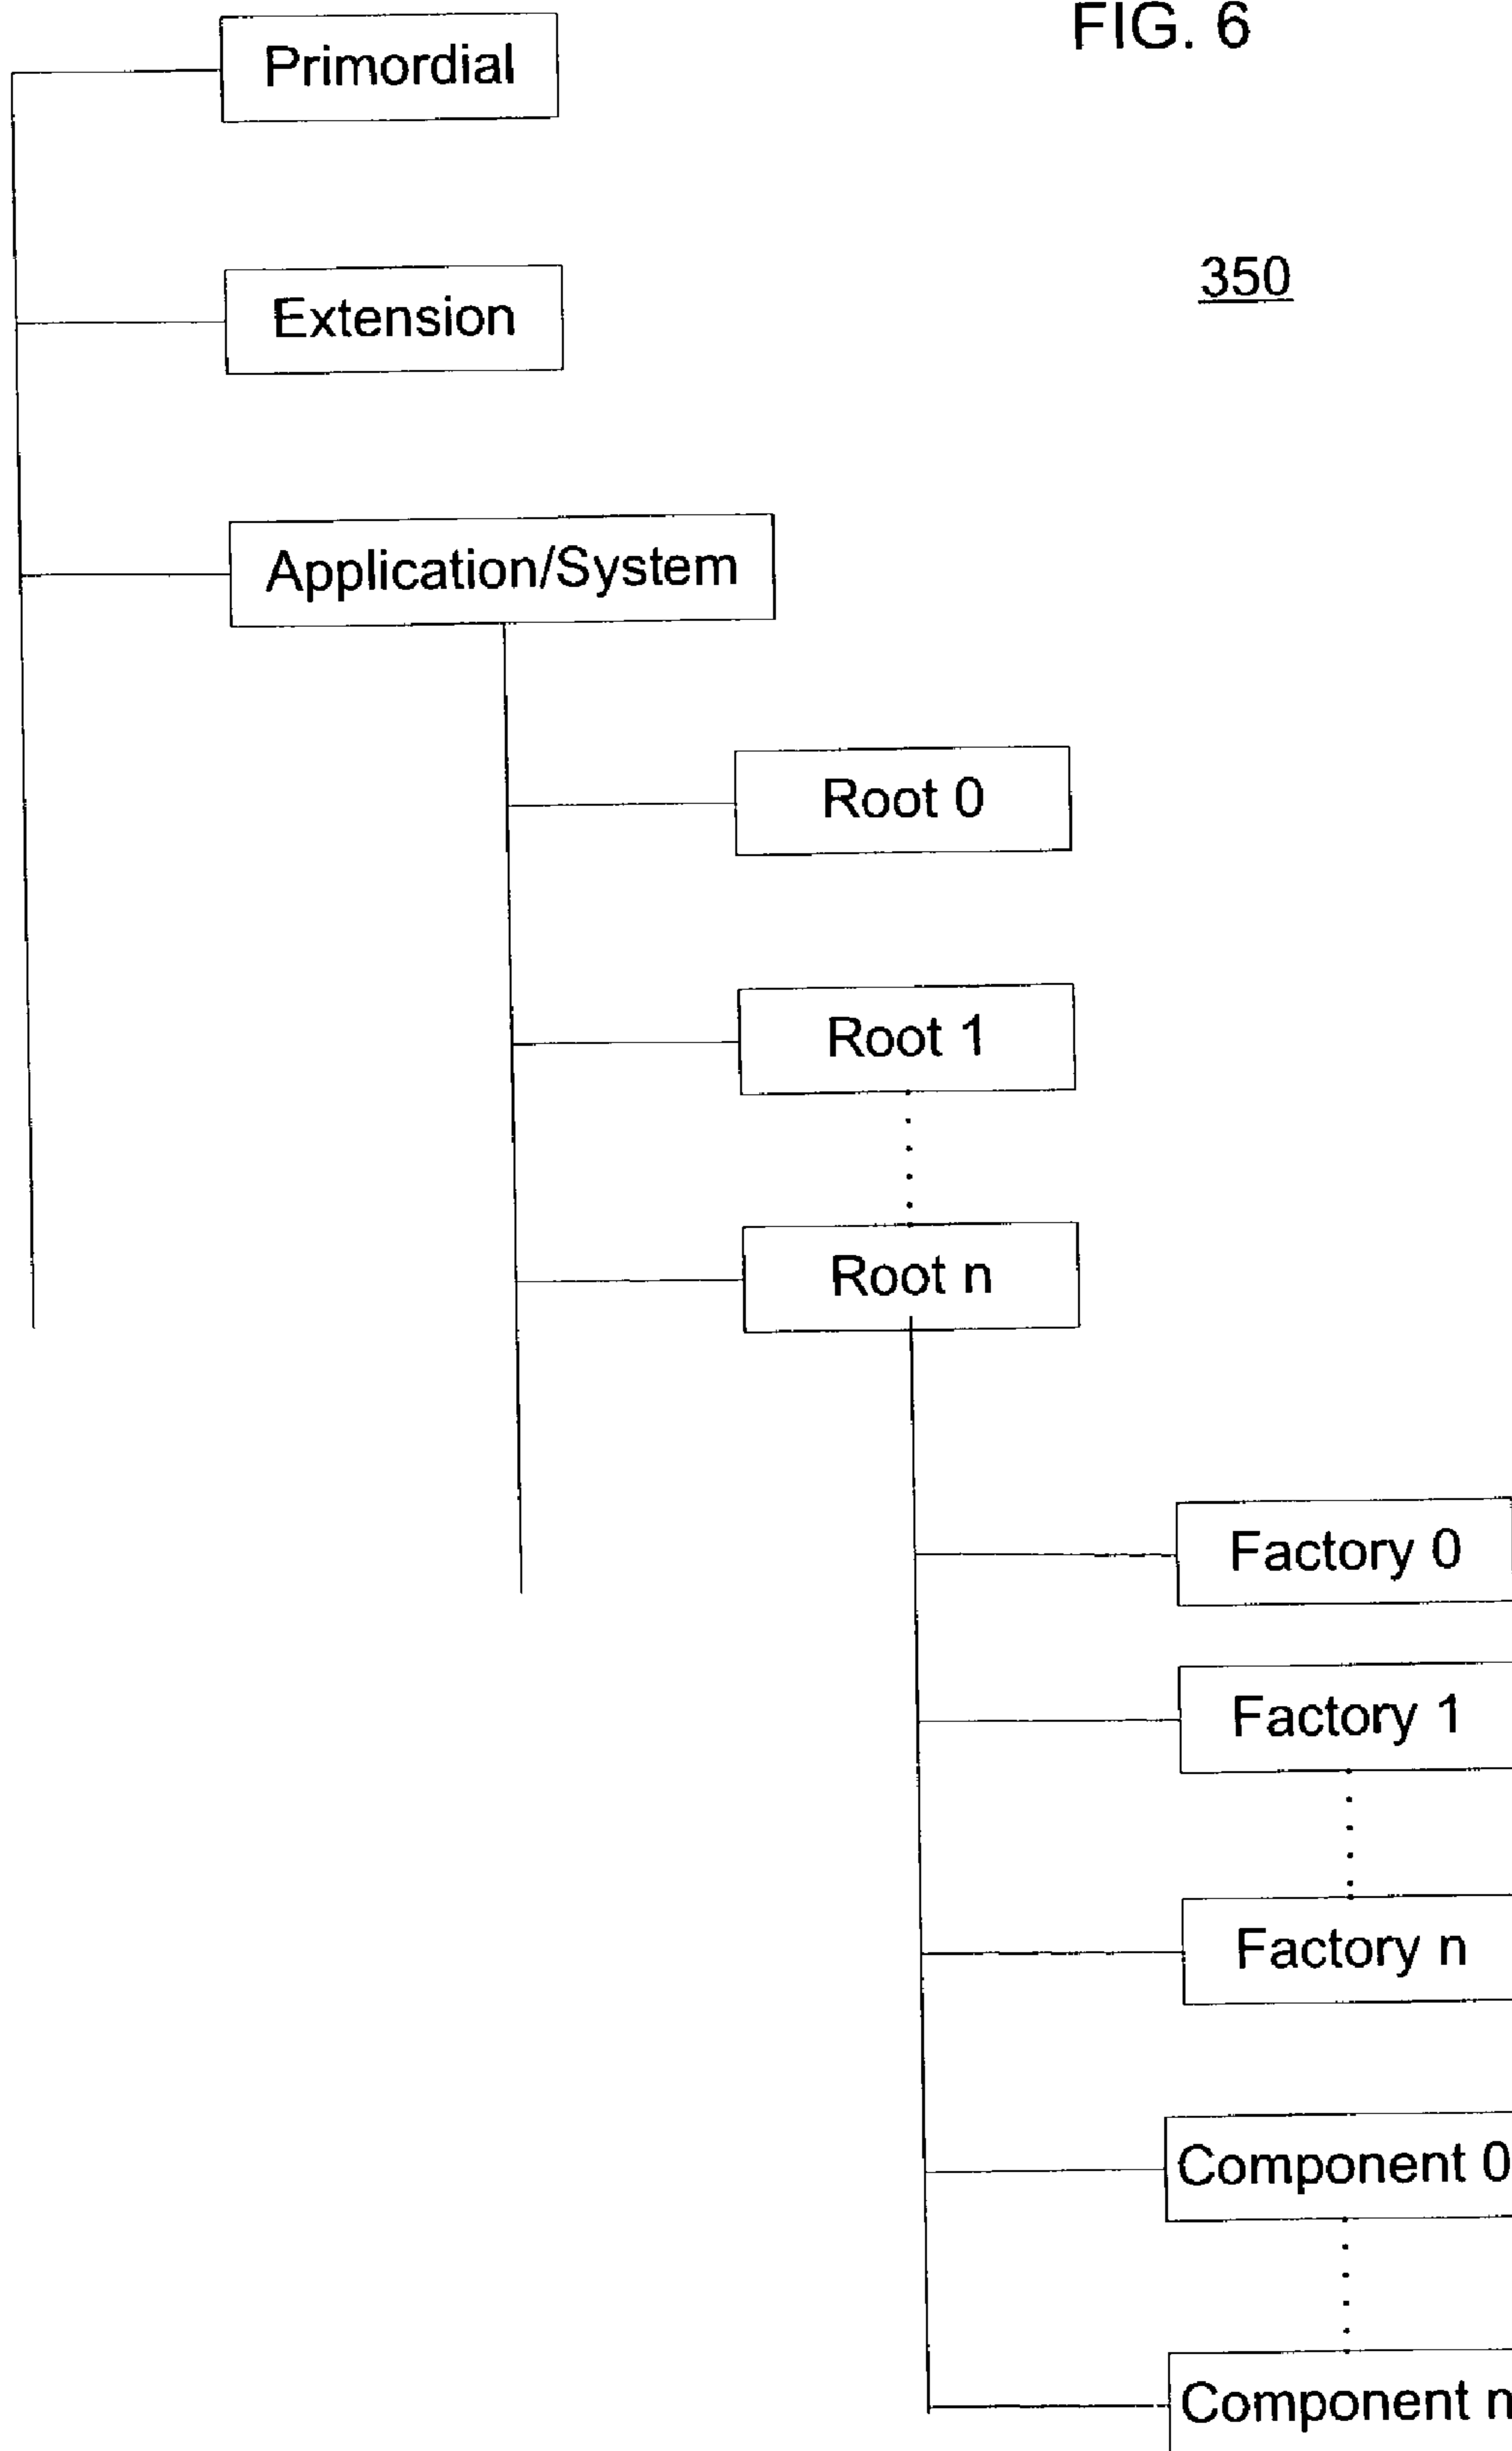 FIG. 6
Primordial
350
Extension
Application/System
Root 0
Root 1
Root n
Factory 0
Factory 1
Factory n
Component 0
Component n